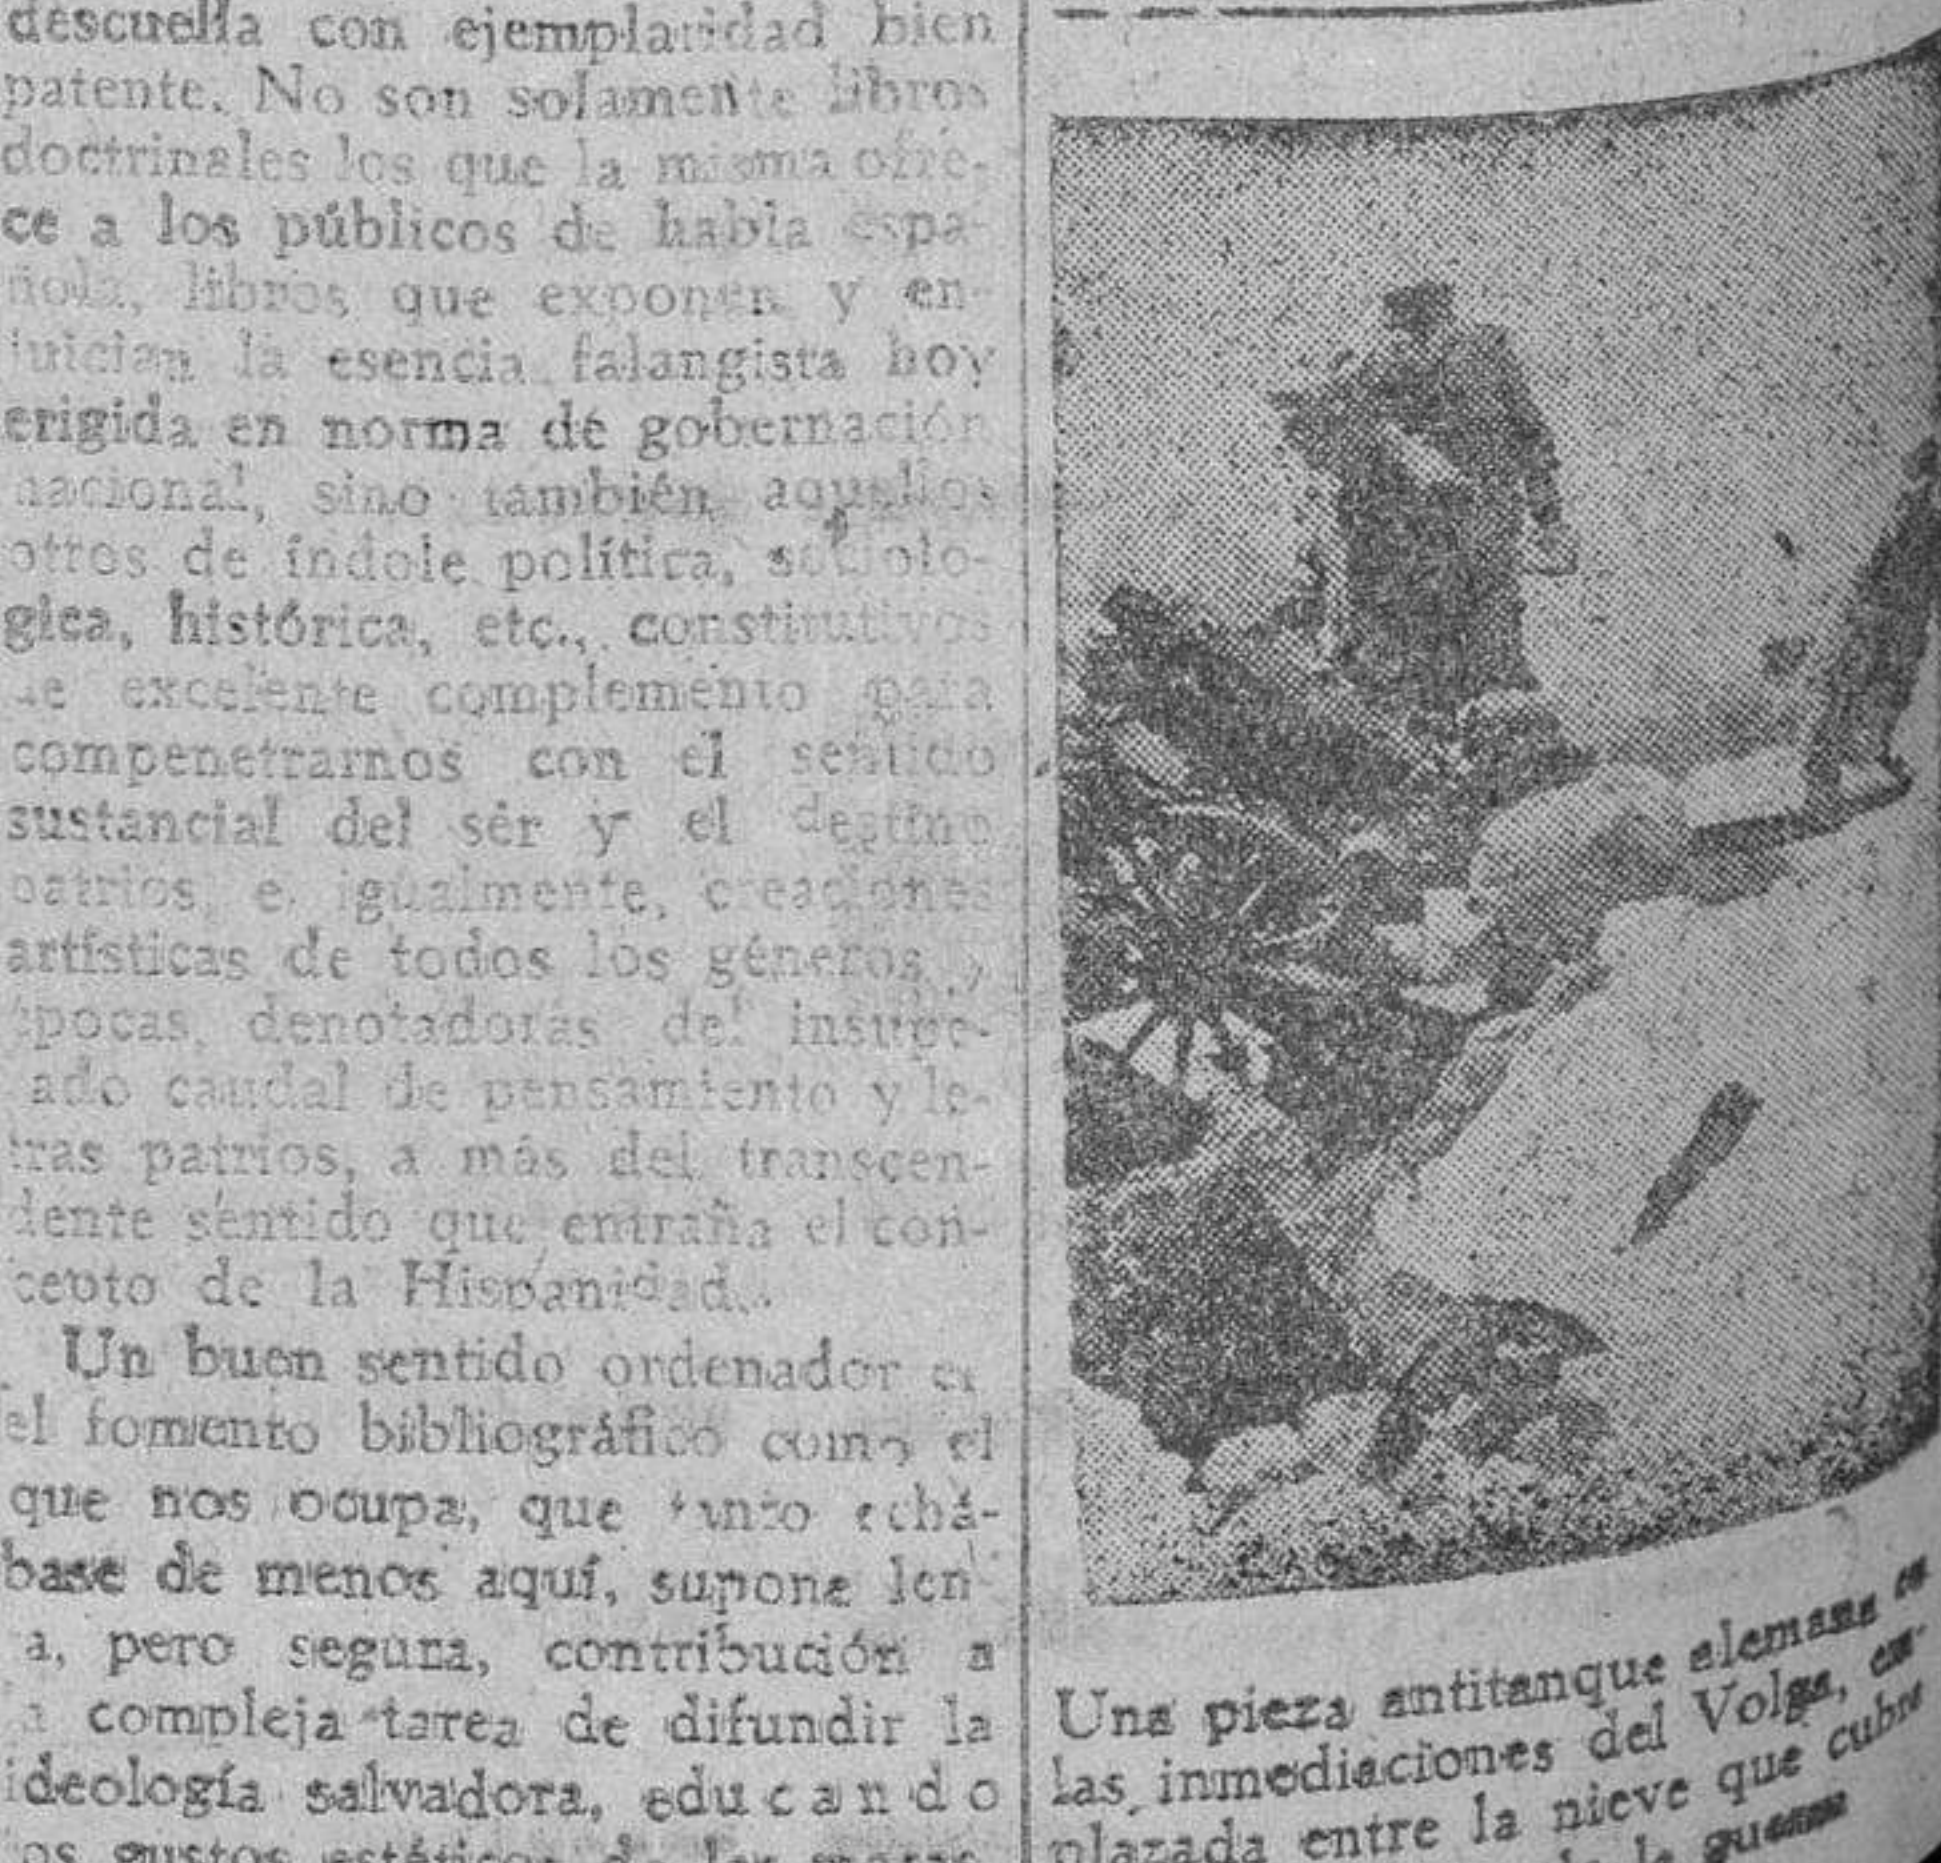 descuella con ejemplaridad bien
patente. No son solamente libros
doctrinales los que la misma ofre-
ce a los públicos de habla espa-
ñola, libros que exponen y en-
juician la esencia falangista hoy
erigida en norma de gobernación
nacional, sino también aquellos
otros de índole política, sociolo-
gica, histórica, etc., constitutivos
de excelente complemento para
compenetrarnos con el sentido
sustancial del sér y el destino
patrios, e igualmente, creaciones
artísticas de todos los géneros y
épocas, denotadoras del insupe-
ado caudal de pensamiento y le-
tras patrios, a más del transcen-
dente sentido que entraña el con-
cepto de la Hispanidad.
Un buen sentido ordenador en
el fomento bibliográfico como el
que nos ocupa, que tanto echá-
base de menos aquí, supone len-
a, pero segura, contribución a
a compleja tarea de difundir la
ideología salvadora, educando
os gustos
Una pieza antitanque alemana en
las inmediaciones del Volga, em-
plazada entre la nieve que cubre
guerra